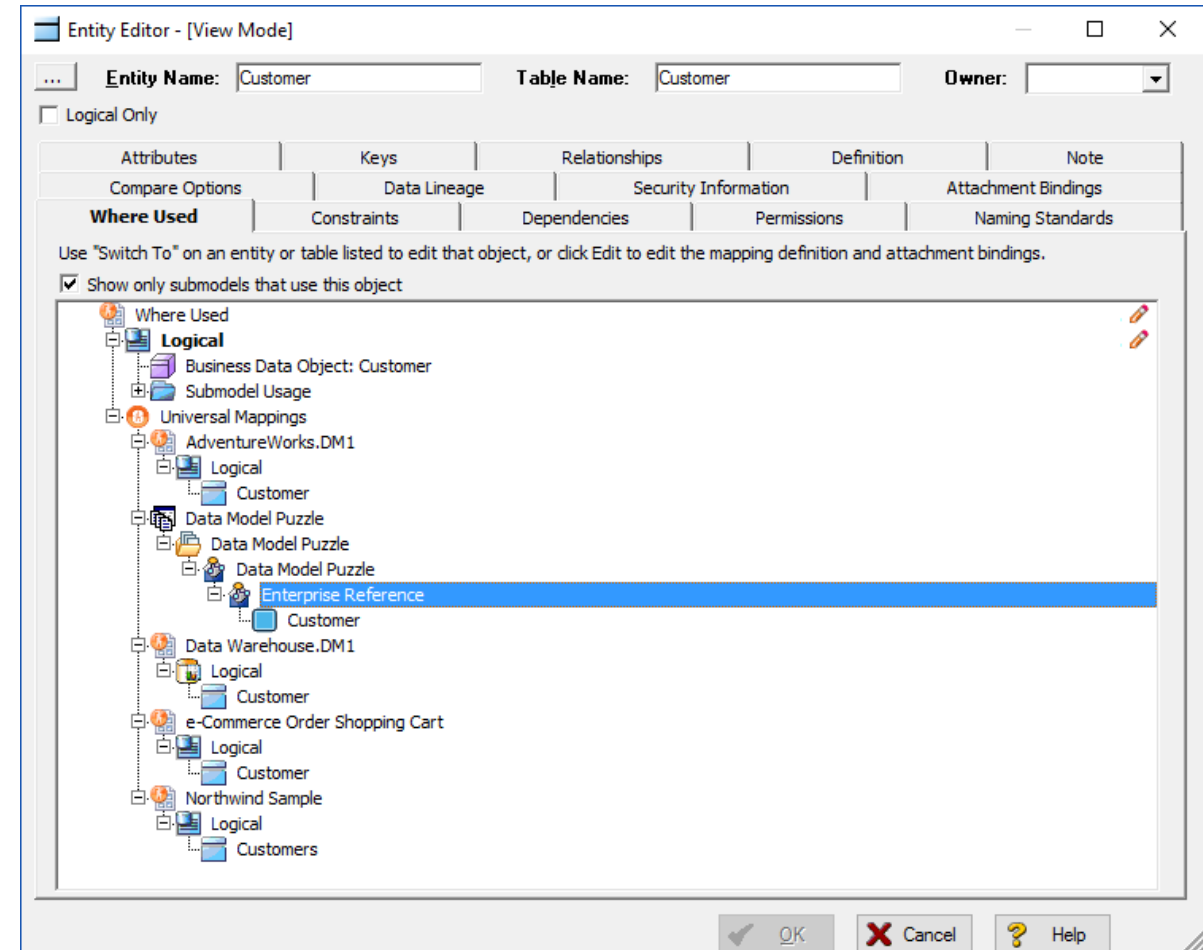 Entity Editor - [View Mode]
... Entity Name: Customer Table Name: Customer Owner:
Logical Only
Attributes Keys Relationships Definition Note
Compare Options Data Lineage Security Information Attachment Bindings
Where Used Constraints Dependencies Permissions Naming Standards
Use "Switch To" on an entity or table listed to edit that object, or click Edit to edit the mapping definition and attachment bindings.
Show only submodels that use this object
Where Used
Logical
Business Data Object: Customer
Submodel Usage
Universal Mappings
AdventureWorks.DM1
Logical
Customer
Data Model Puzzle
Data Model Puzzle
Data Model Puzzle
Enterprise Reference
Customer
Data Warehouse.DM1
Logical
Customer
e-Commerce Order Shopping Cart
Logical
Customer
Northwind Sample
Logical
Customers
OK Cancel Help